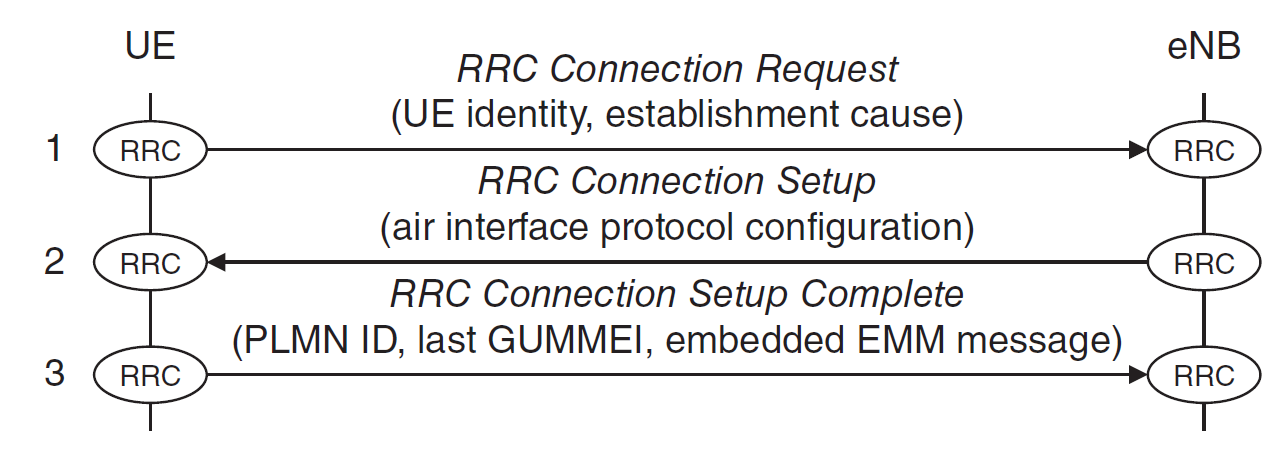 UE
eNB
RRC Connection Request
(UE identity, establishment cause)
1
RRC
RRC
RRC Connection Setup
(air interface protocol configuration)
2
RRC
RRC
RRC Connection Setup Complete
(PLMN ID, last GUMMEI, embedded EMM message)
3
RRC
RRC